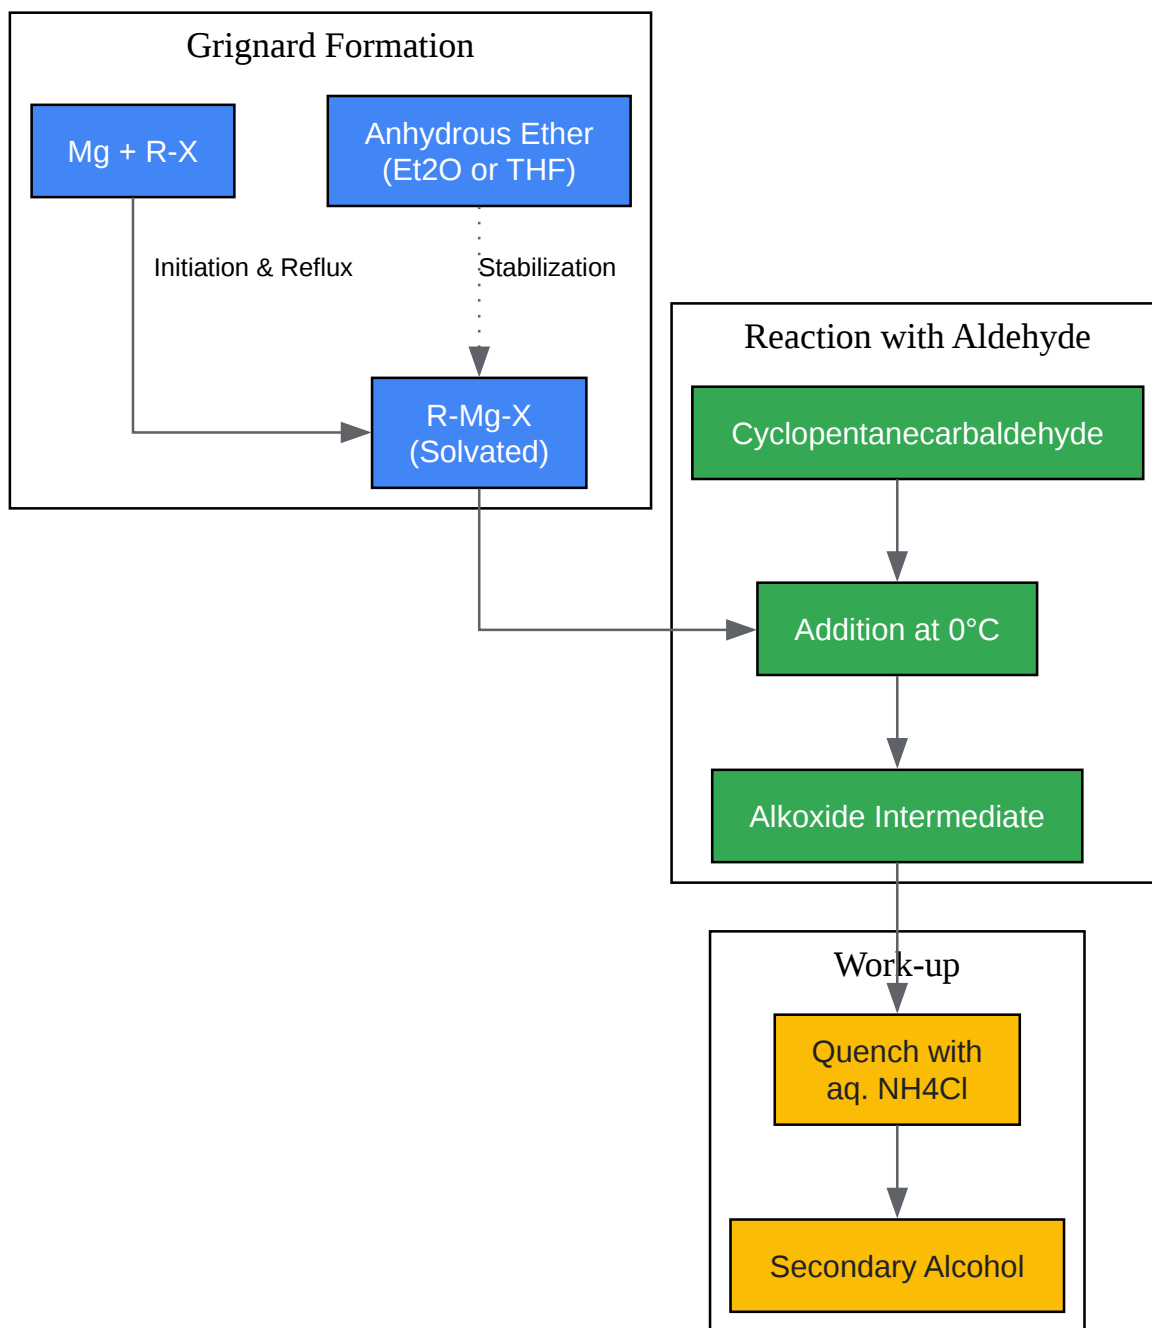 Grignard Formation
Mg + R-X
Anhydrous Ether
(Et2O or THF)
Initiation & Reflux
Stabilization
R-Mg-X
(Solvated)
Reaction with Aldehyde
Cyclopentanecarbaldehyde
Addition at 0°C
Alkoxide Intermediate
Work-up
Quench with
aq. NH4Cl
Secondary Alcohol